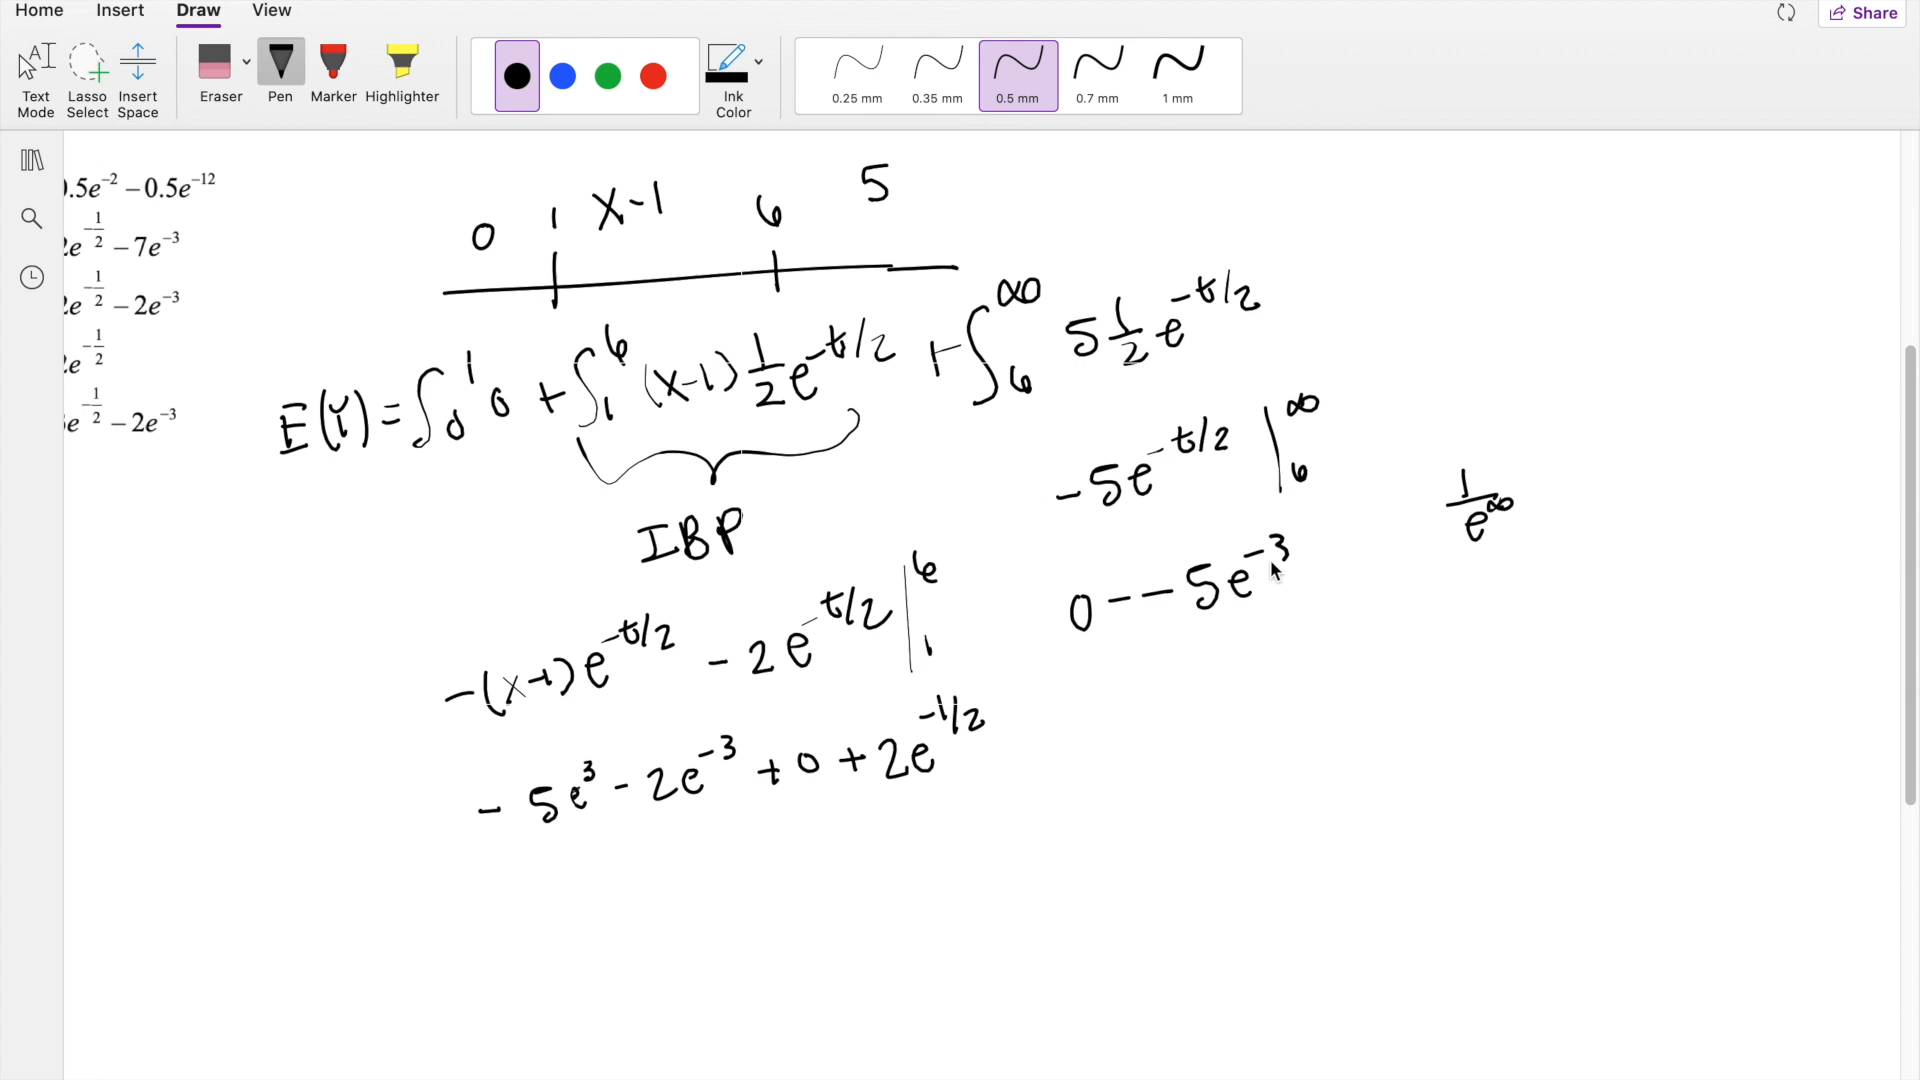 Home Insert Draw View Share
Text Mode Lasso Select Insert Space Eraser Pen Marker Highlighter Ink Color 0.25 mm 0.35 mm 0.5 mm 0.7 mm 1 mm
.5e^-2 − 0.5e^-12
e^-1/2 − 7e^-3
e^-1/2 − 2e^-3
e^-1/2
e^-1/2 − 2e^-3
0 1 x-1 6 5
E(Y) = ∫_0^1 0 + ∫_1^6 (x-1) 1/2 e^-t/2 + ∫_6^∞ 5 1/2 e^-t/2
-5e^-t/2 |_6^∞
1/e^∞
IBP
0 - - 5e^-3
-(x-1)e^-t/2 - 2e^-t/2 |_1^6
- 5e^3 - 2e^-3 + 0 + 2e^-1/2